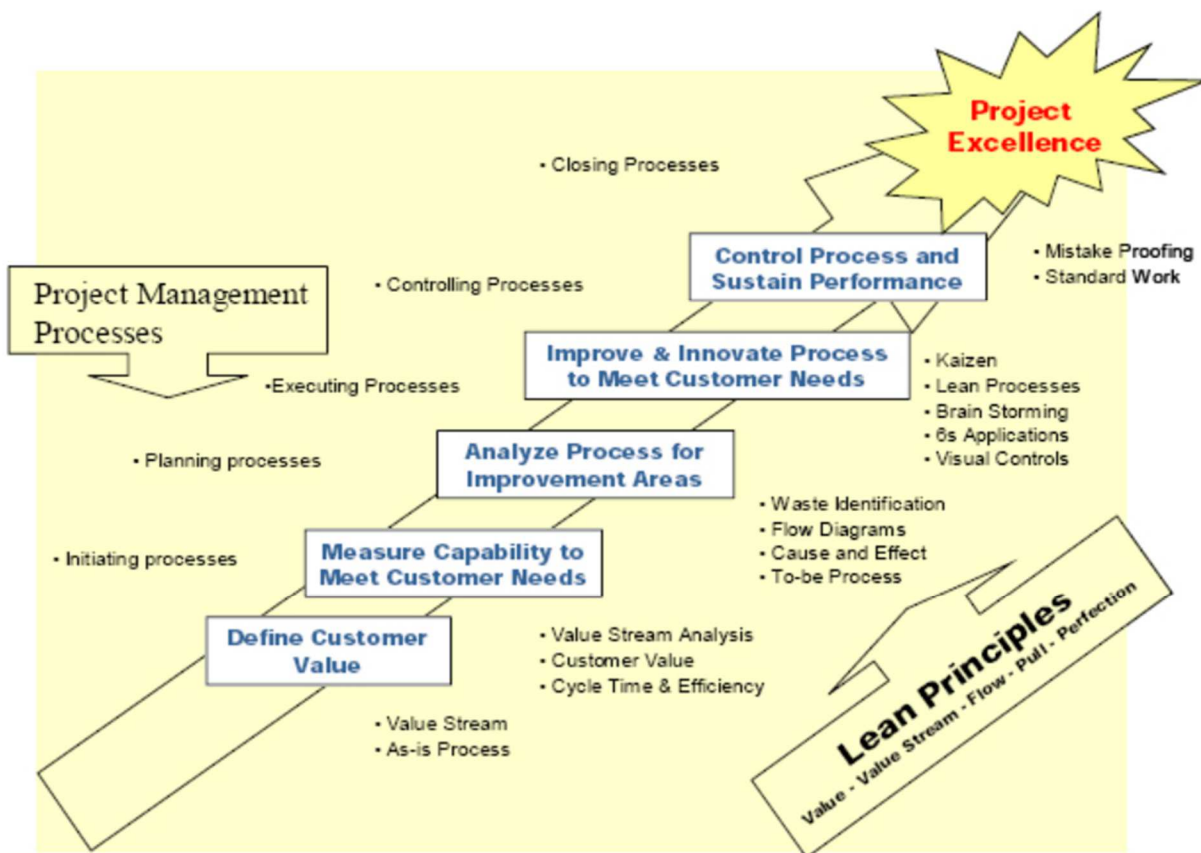 Project
Excellence
• Closing Processes
Control Process and
Sustain Performance
• Mistake Proofing
• Standard Work
Project Management
Processes
• Controlling Processes
Improve & Innovate Process
to Meet Customer Needs
• Kaizen
• Lean Processes
• Brain Storming
• 6s Applications
• Visual Controls
• Executing Processes
Analyze Process for
Improvement Areas
• Planning processes
• Waste Identification
• Flow Diagrams
• Cause and Effect
• To-be Process
• Initiating processes
Measure Capability to
Meet Customer Needs
Define Customer
Value
• Value Stream Analysis
• Customer Value
• Cycle Time & Efficiency
• Value Stream
• As-is Process
Lean Principles
Value - Value Stream - Flow - Pull - Perfection